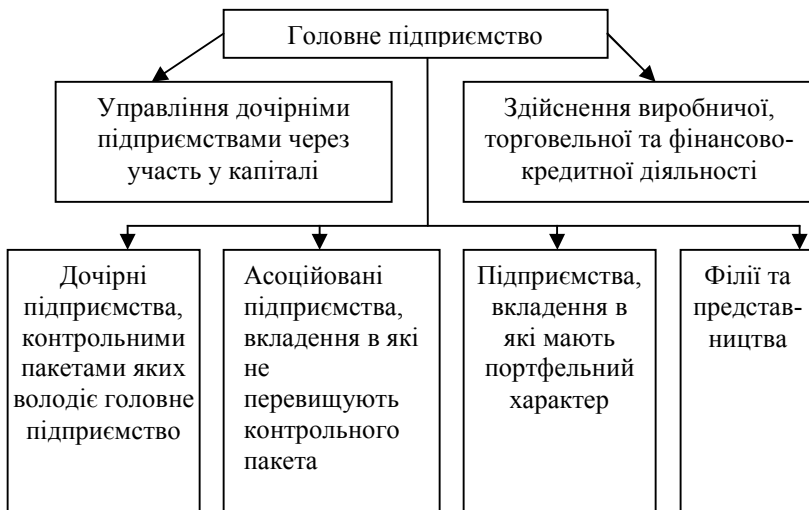 Головне підприємство
Управління дочірніми
підприємствами через
участь у капіталі
Здійснення виробничої,
торговельної та фінансово-
кредитної діяльності
Дочірні
підприємства,
контрольними
пакетами яких
володіє головне
підприємство
Асоційовані
підприємства,
вкладення в які
не
перевищують
контрольного
пакета
Підприємства,
вкладення в
які мають
портфельний
характер
Філії та
представ-
ництва